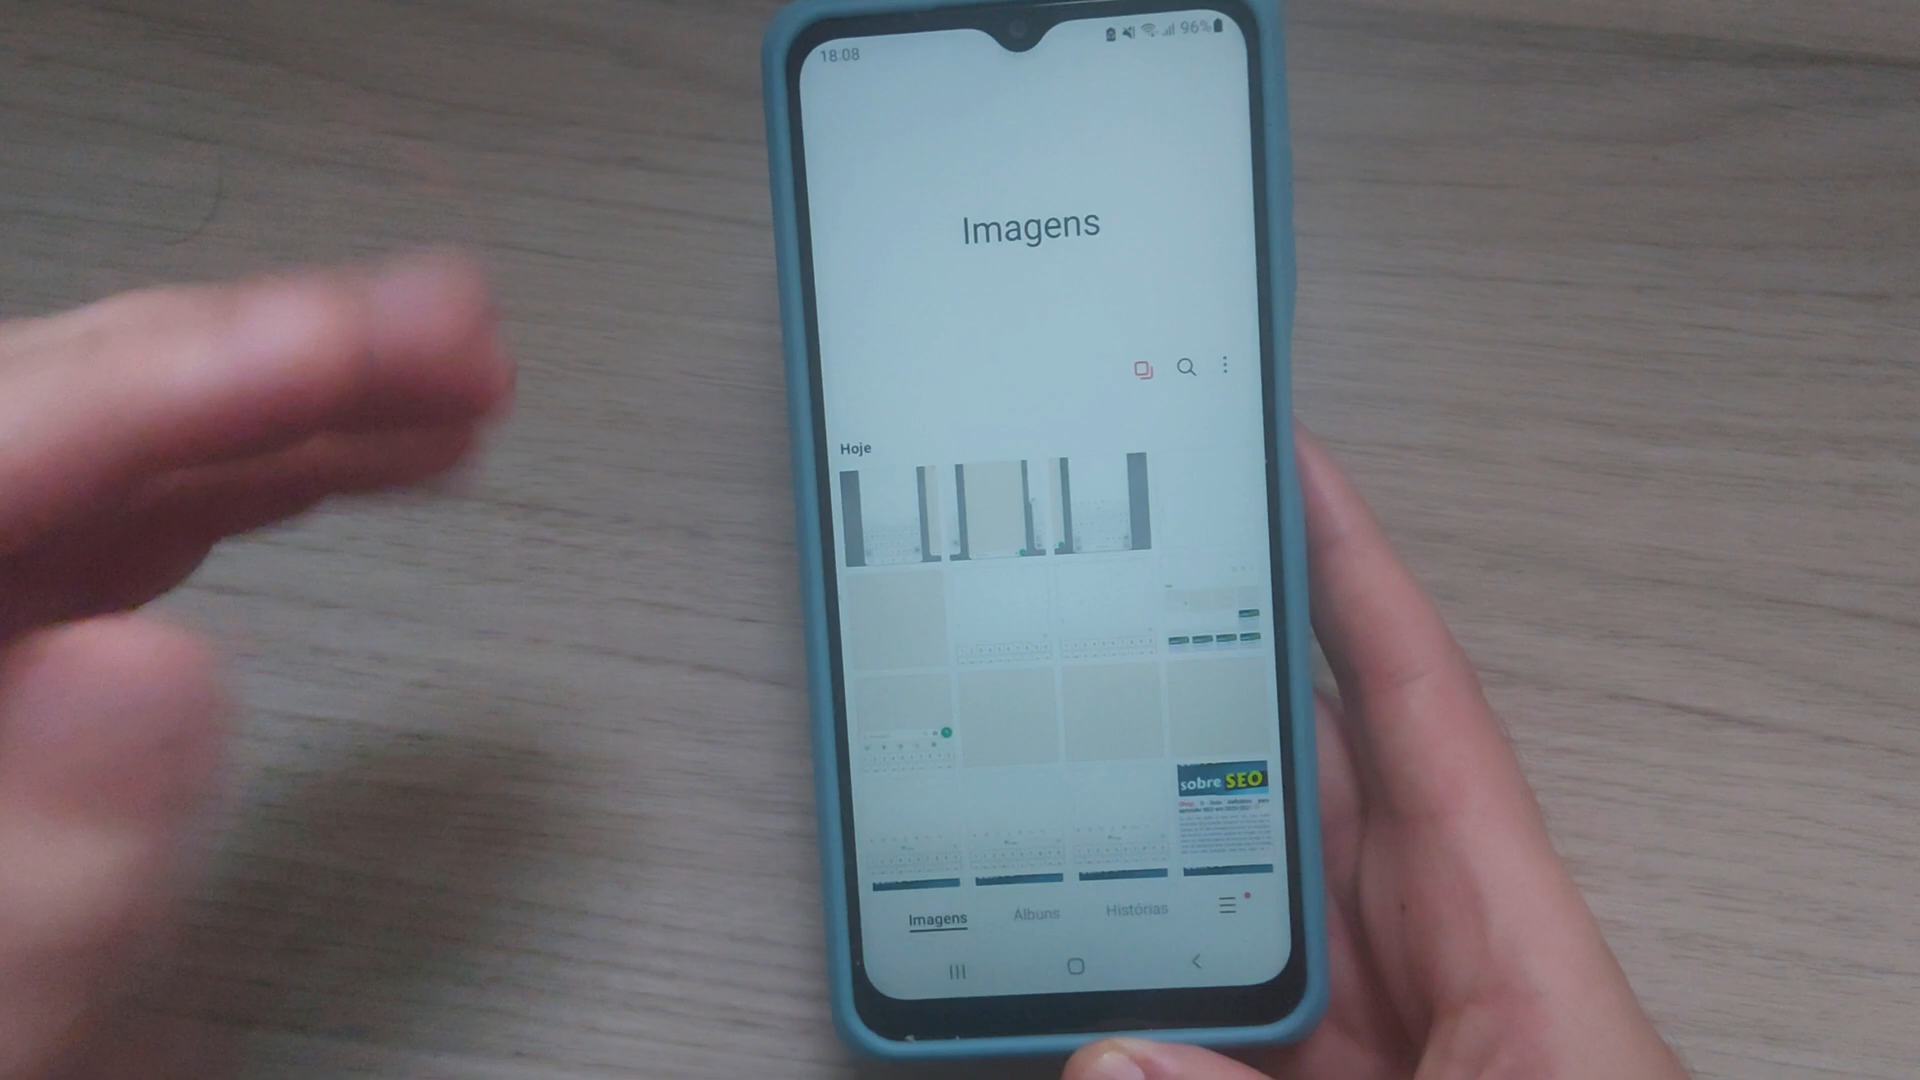 18:08
96%
Imagens
Hoje
sobre SEO
Imagens
Álbuns
Histórias